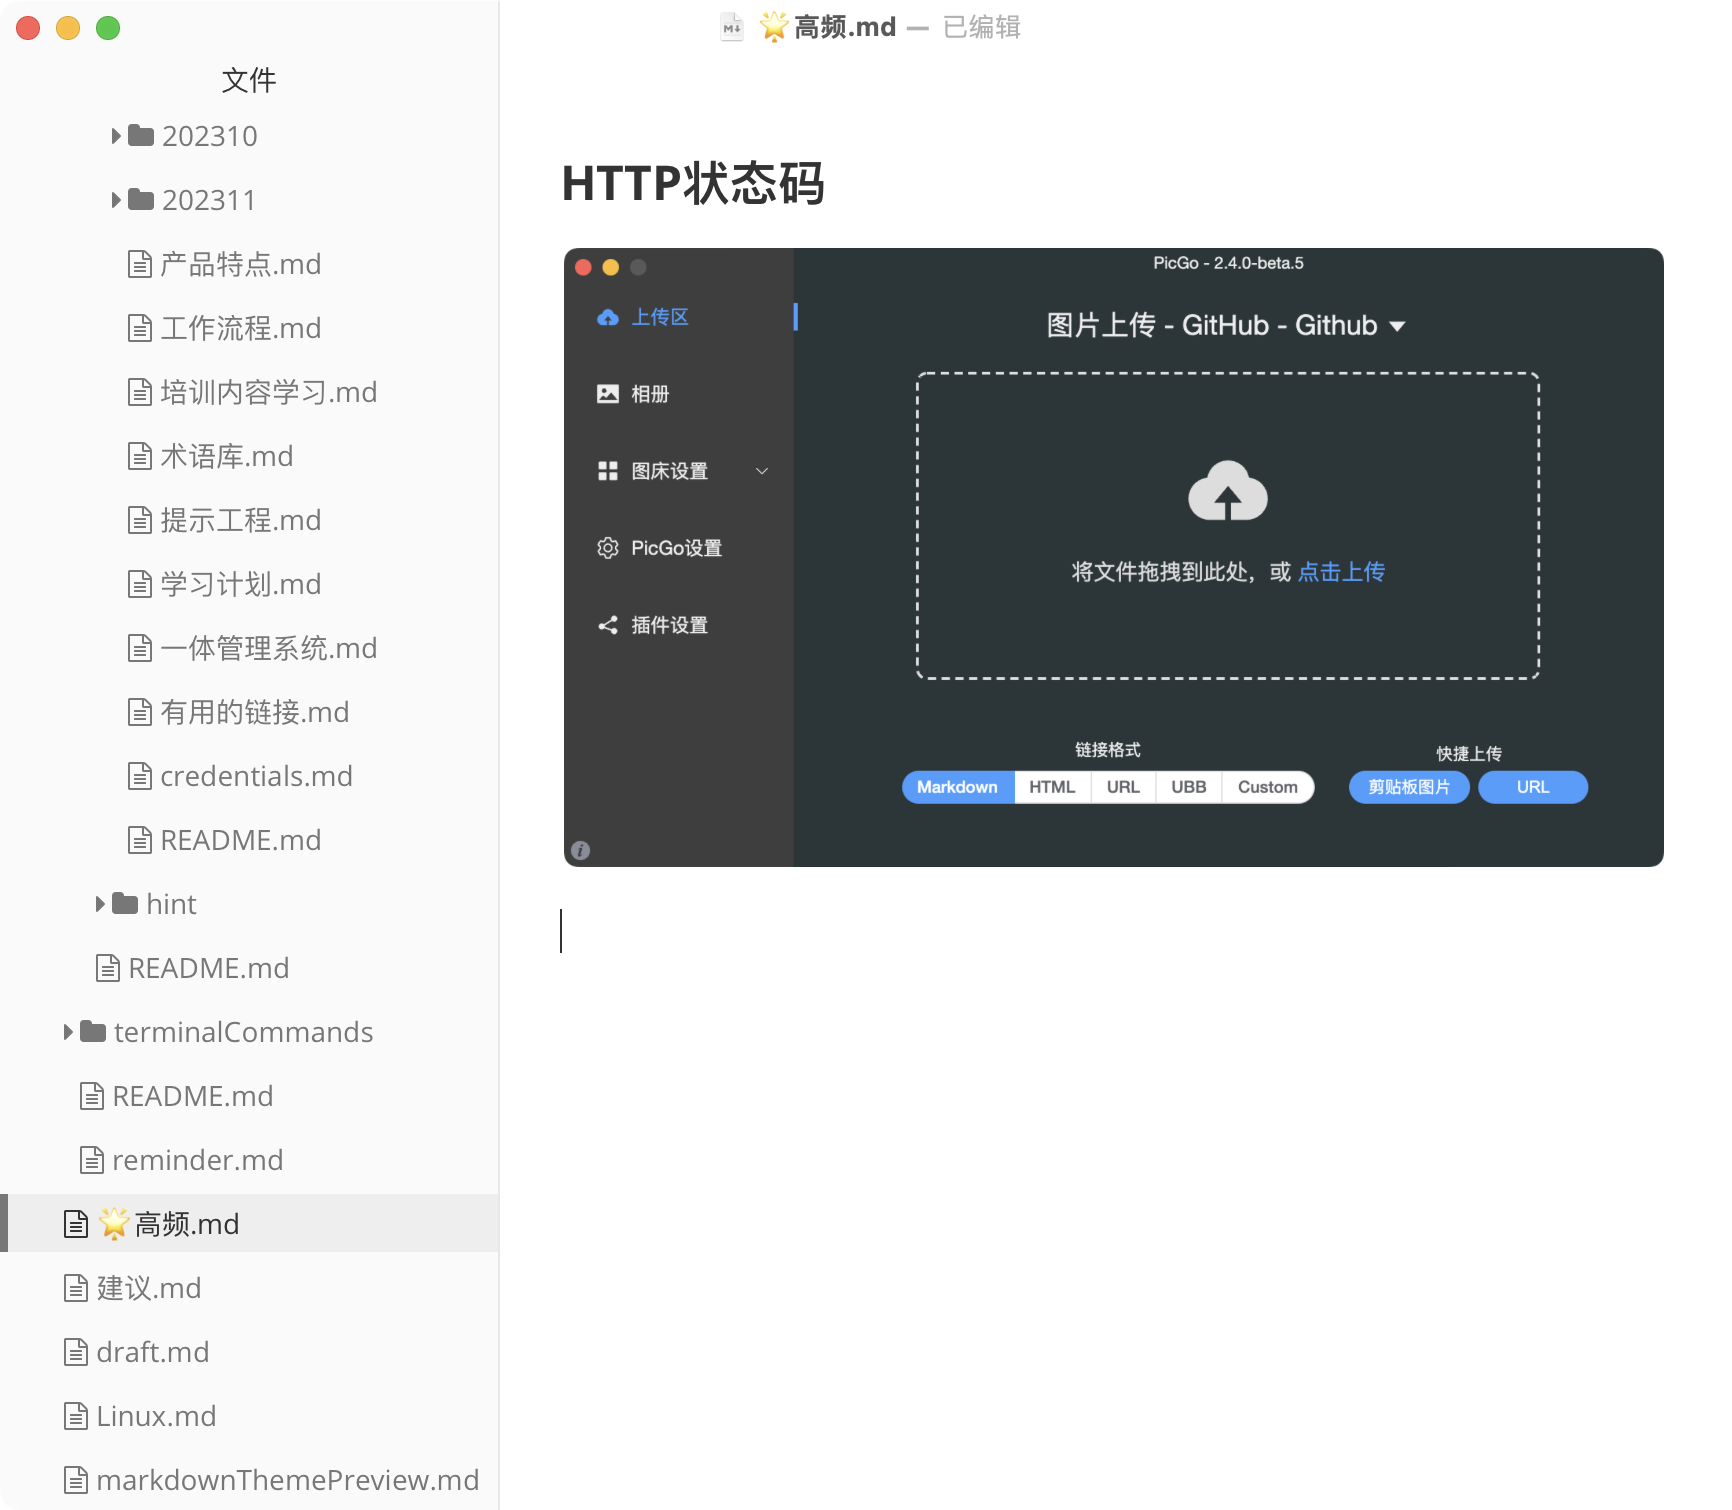 🌟高频.md — 已编辑
文件
202310
202311
产品特点.md
工作流程.md
培训内容学习.md
术语库.md
提示工程.md
学习计划.md
一体管理系统.md
有用的链接.md
credentials.md
README.md
hint
README.md
terminalCommands
README.md
reminder.md
🌟高频.md
建议.md
draft.md
Linux.md
markdownThemePreview.md
HTTP状态码
PicGo - 2.4.0-beta.5
上传区
相册
图床设置
PicGo设置
插件设置
图片上传 - GitHub - Github
将文件拖拽到此处，或 点击上传
链接格式
Markdown HTML URL UBB Custom
快捷上传
剪贴板图片 URL